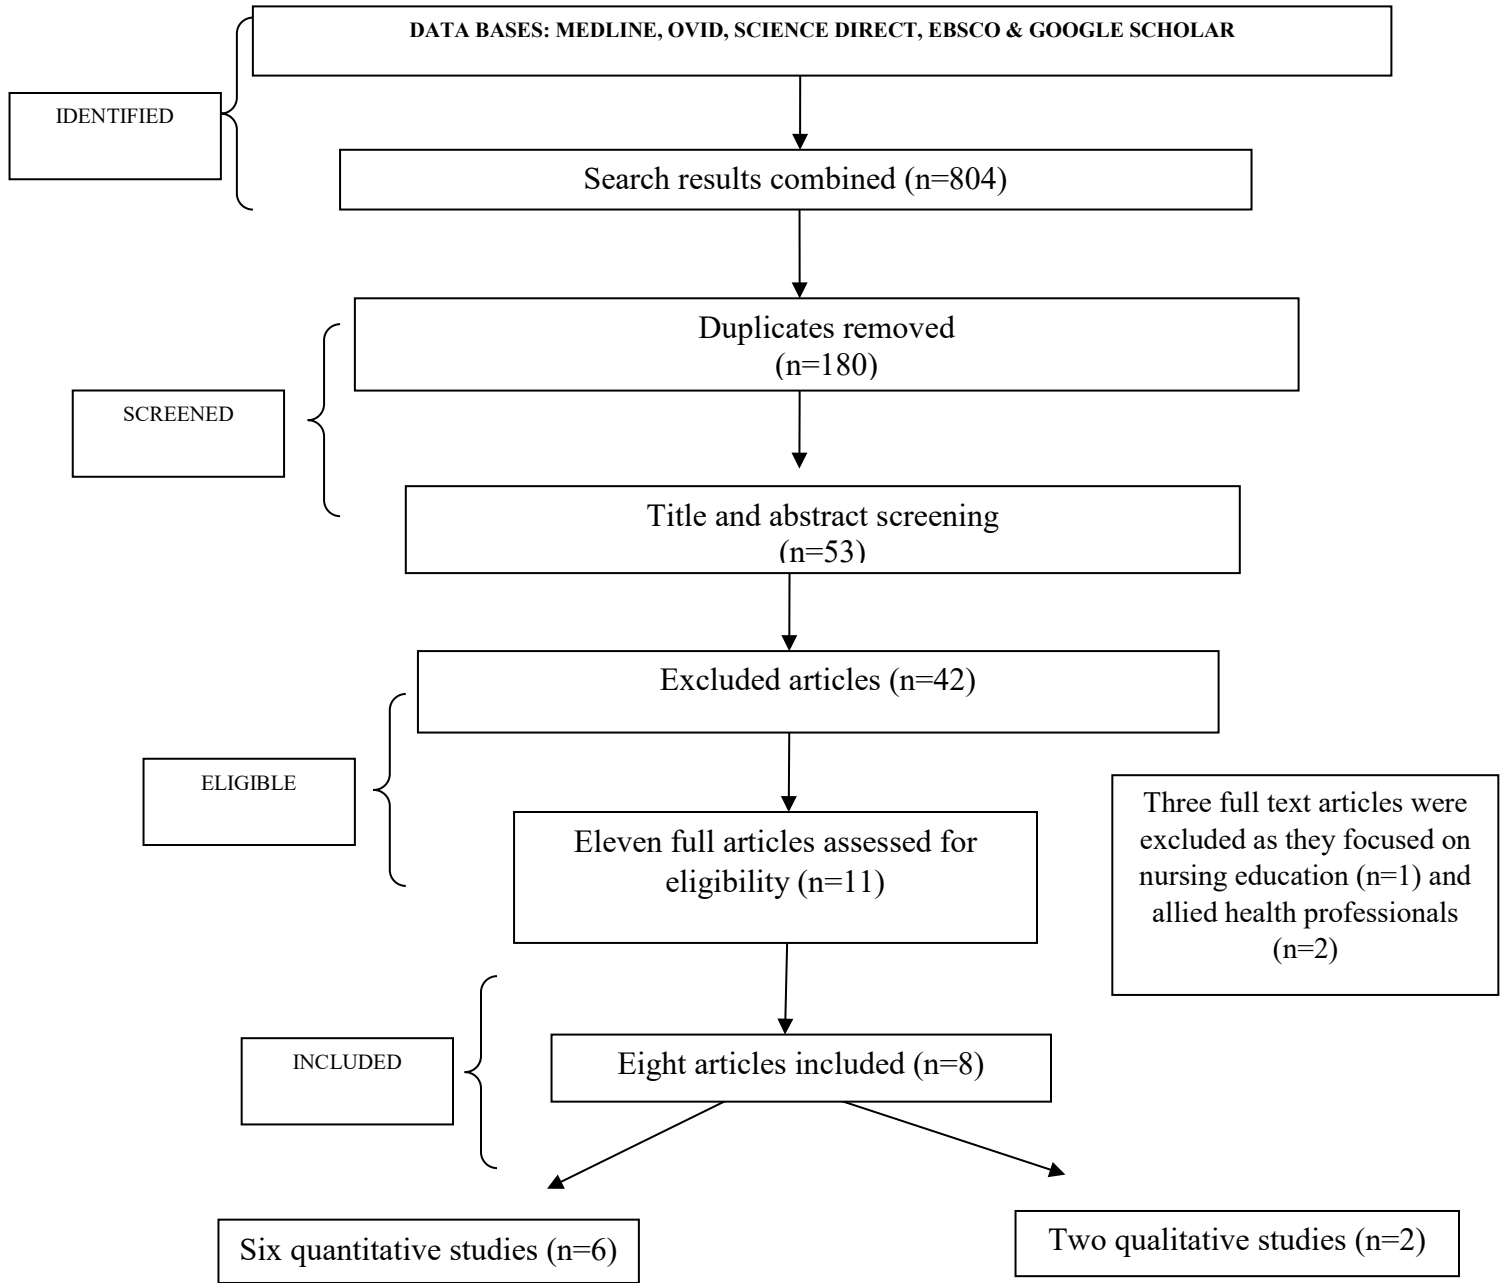 DATA BASES: MEDLINE, OVID, SCIENCE DIRECT, EBSCO & GOOGLE SCHOLAR
IDENTIFIED
Search results combined (n=804)
Duplicates removed
(n=180)
SCREENED
Title and abstract screening
(n=53)
Excluded articles (n=42)
ELIGIBLE
Eleven full articles assessed for
eligibility (n=11)
Three full text articles were
excluded as they focused on
nursing education (n=1) and
allied health professionals
(n=2)
INCLUDED
Eight articles included (n=8)
Six quantitative studies (n=6)
Two qualitative studies (n=2)